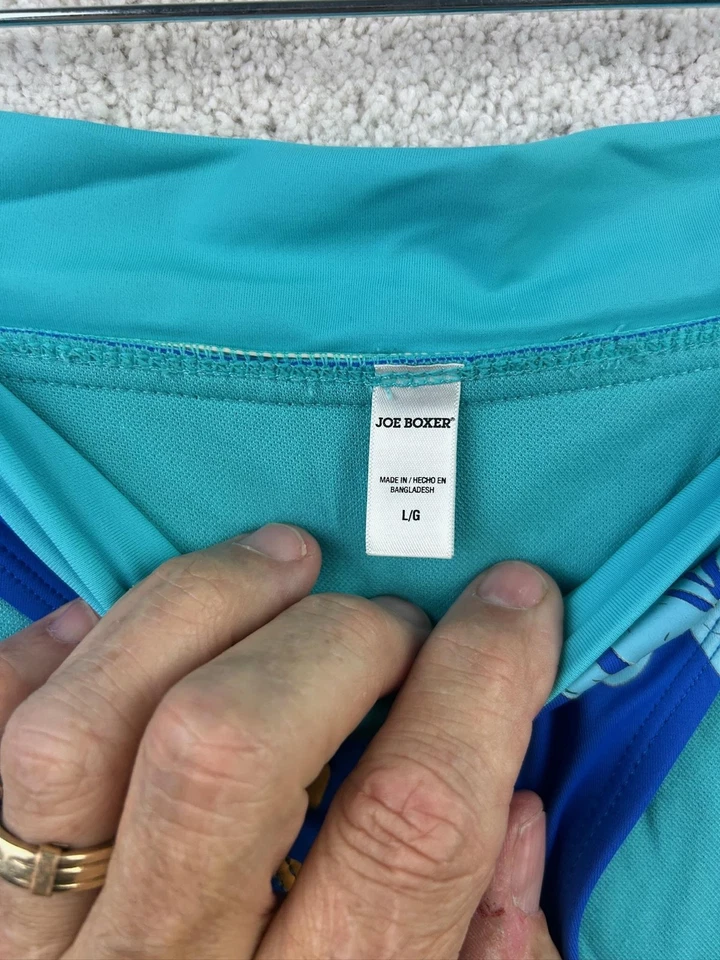 JOE BOXER®
MADE IN / HECHO EN
BANGLADESH
L/G